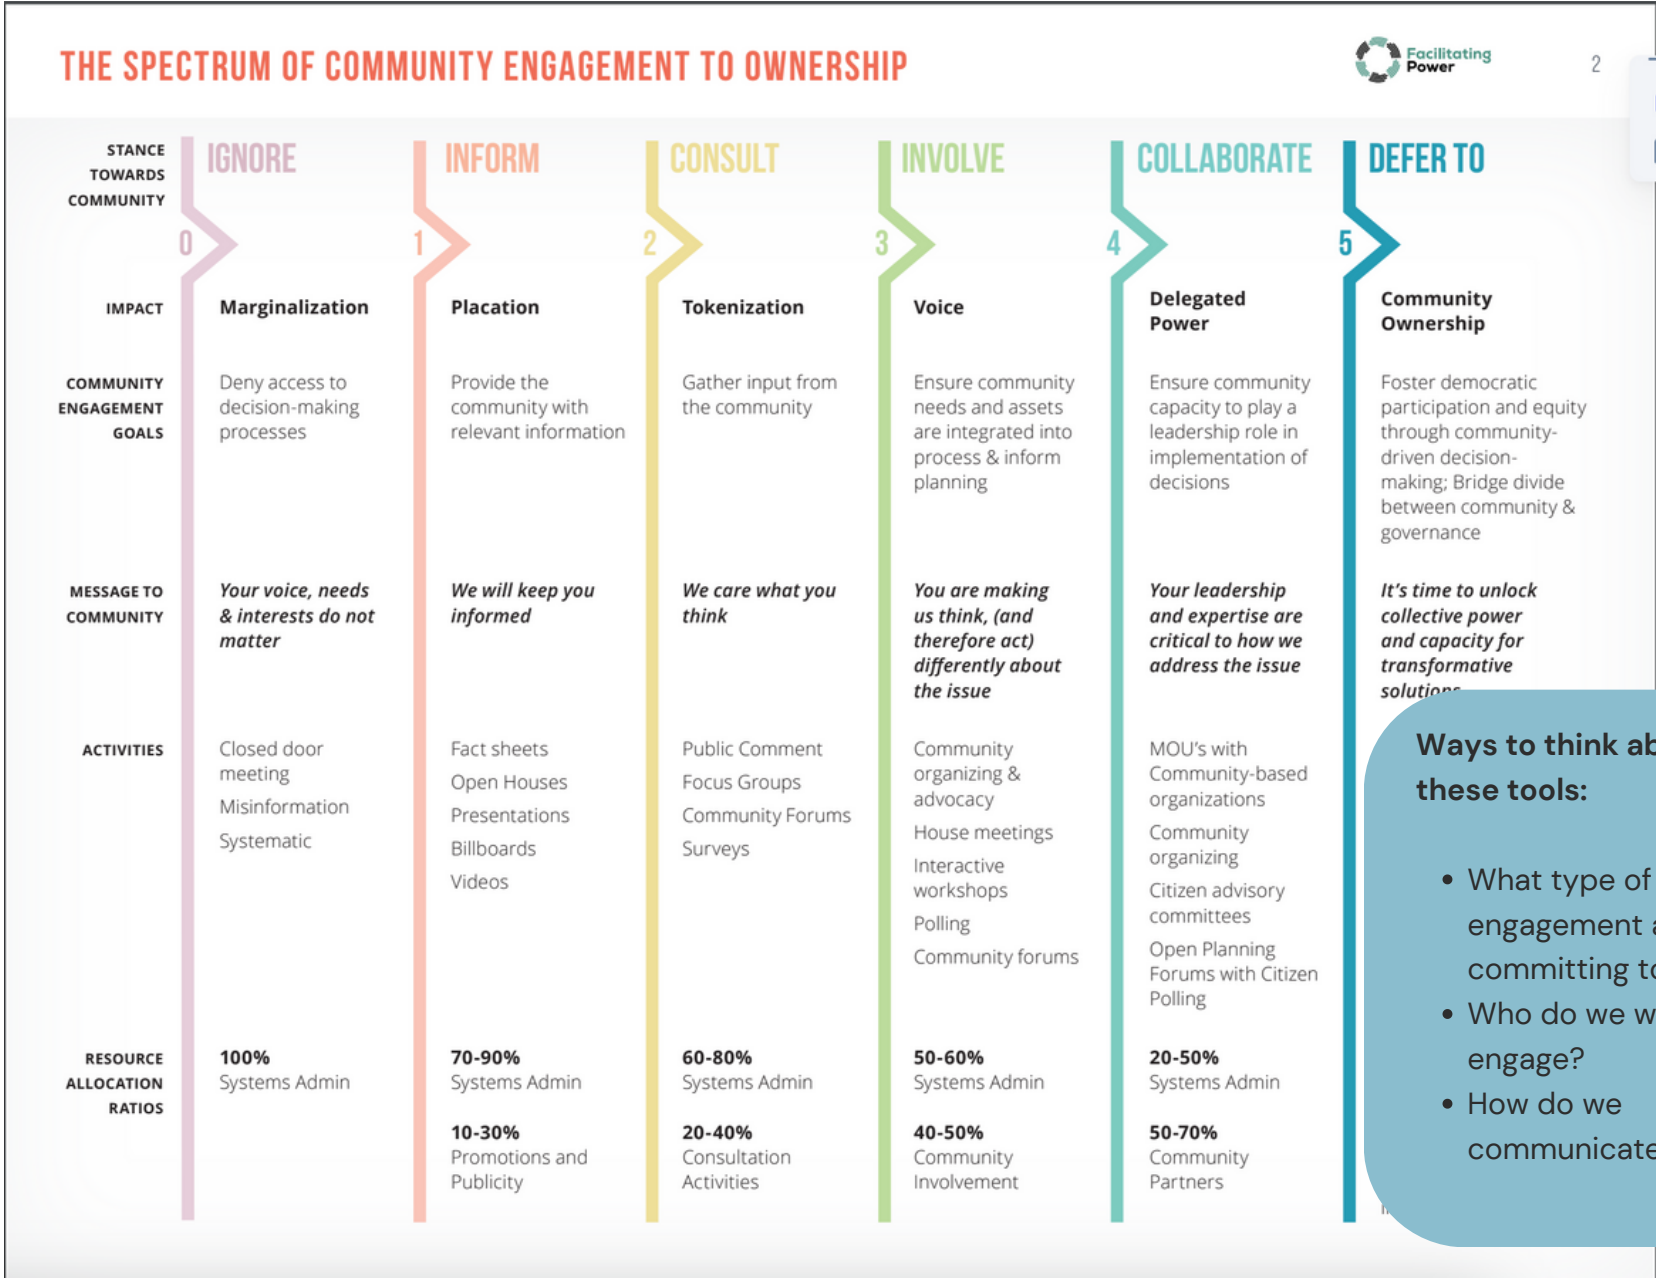 THE SPECTRUM OF COMMUNITY ENGAGEMENT TO OWNERSHIP
Facilitating
Power
2
STANCE
TOWARDS
COMMUNITY
IGNORE
INFORM
CONSULT
INVOLVE
COLLABORATE
DEFER TO
0
1
2
3
4
5
IMPACT
Marginalization
Placation
Tokenization
Voice
Delegated
Power
Community
Ownership
COMMUNITY
ENGAGEMENT
GOALS
Deny access to
decision-making
processes
Provide the
community with
relevant information
Gather input from
the community
Ensure community
needs and assets
are integrated into
process & inform
planning
Ensure community
capacity to play a
leadership role in
implementation of
decisions
Foster democratic
participation and equity
through community-
driven decision-
making; Bridge divide
between community &
governance
MESSAGE TO
COMMUNITY
Your voice, needs
& interests do not
matter
We will keep you
informed
We care what you
think
You are making
us think, (and
therefore act)
differently about
the issue
Your leadership
and expertise are
critical to how we
address the issue
It's time to unlock
collective power
and capacity for
transformative
solutions
ACTIVITIES
Closed door
meeting
Misinformation
Systematic
Fact sheets
Open Houses
Presentations
Billboards
Videos
Public Comment
Focus Groups
Community Forums
Surveys
Community
organizing &
advocacy
House meetings
Interactive
workshops
Polling
Community forums
MOU's with
Community-based
organizations
Community
organizing
Citizen advisory
committees
Open Planning
Forums with Citizen
Polling
RESOURCE
ALLOCATION
RATIOS
100%
Systems Admin
70-90%
Systems Admin
10-30%
Promotions and
Publicity
60-80%
Systems Admin
20-40%
Consultation
Activities
50-60%
Systems Admin
40-50%
Community
Involvement
20-50%
Systems Admin
50-70%
Community
Partners
Ways to think ab
these tools:
• What type of
engagement a
committing to
• Who do we w
engage?
• How do we
communicate